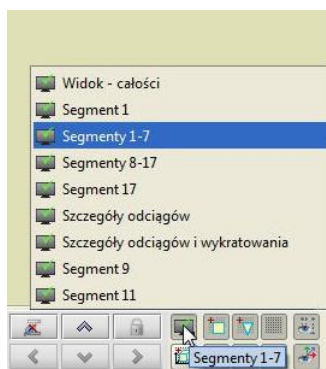 Widok - całości
Segment 1
Segmenty 1-7
Segmenty 8-17
Segment 17
Szczegóły odciągów
Szczegóły odciągów i wykratowania
Segment 9
Segment 11
Segmenty 1-7